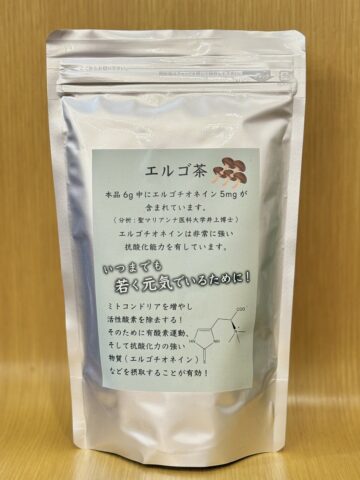 エルゴ茶
本品6g中にエルゴチオネイン5mgが
含まれています。
(分析:聖マリアンナ医科大学井上博士)
エルゴチオネインは非常に強い
抗酸化能力を有しています。
いつまでも
若く元気でいるために!
ミトコンドリアを増やし
活性酸素を除去する!
そのために有酸素運動、
そして抗酸化力の強い
物質(エルゴチオネイン)
などを摂取することが有効!